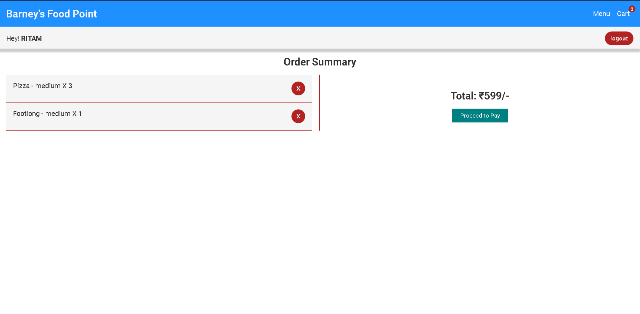 Barney's Food Point
Menu Cart
Hey! RITAM
logout
Order Summary
Pizza - medium X 3
X
Footlong - medium X 1
X
Total: ₹599/-
Proceed to Pay